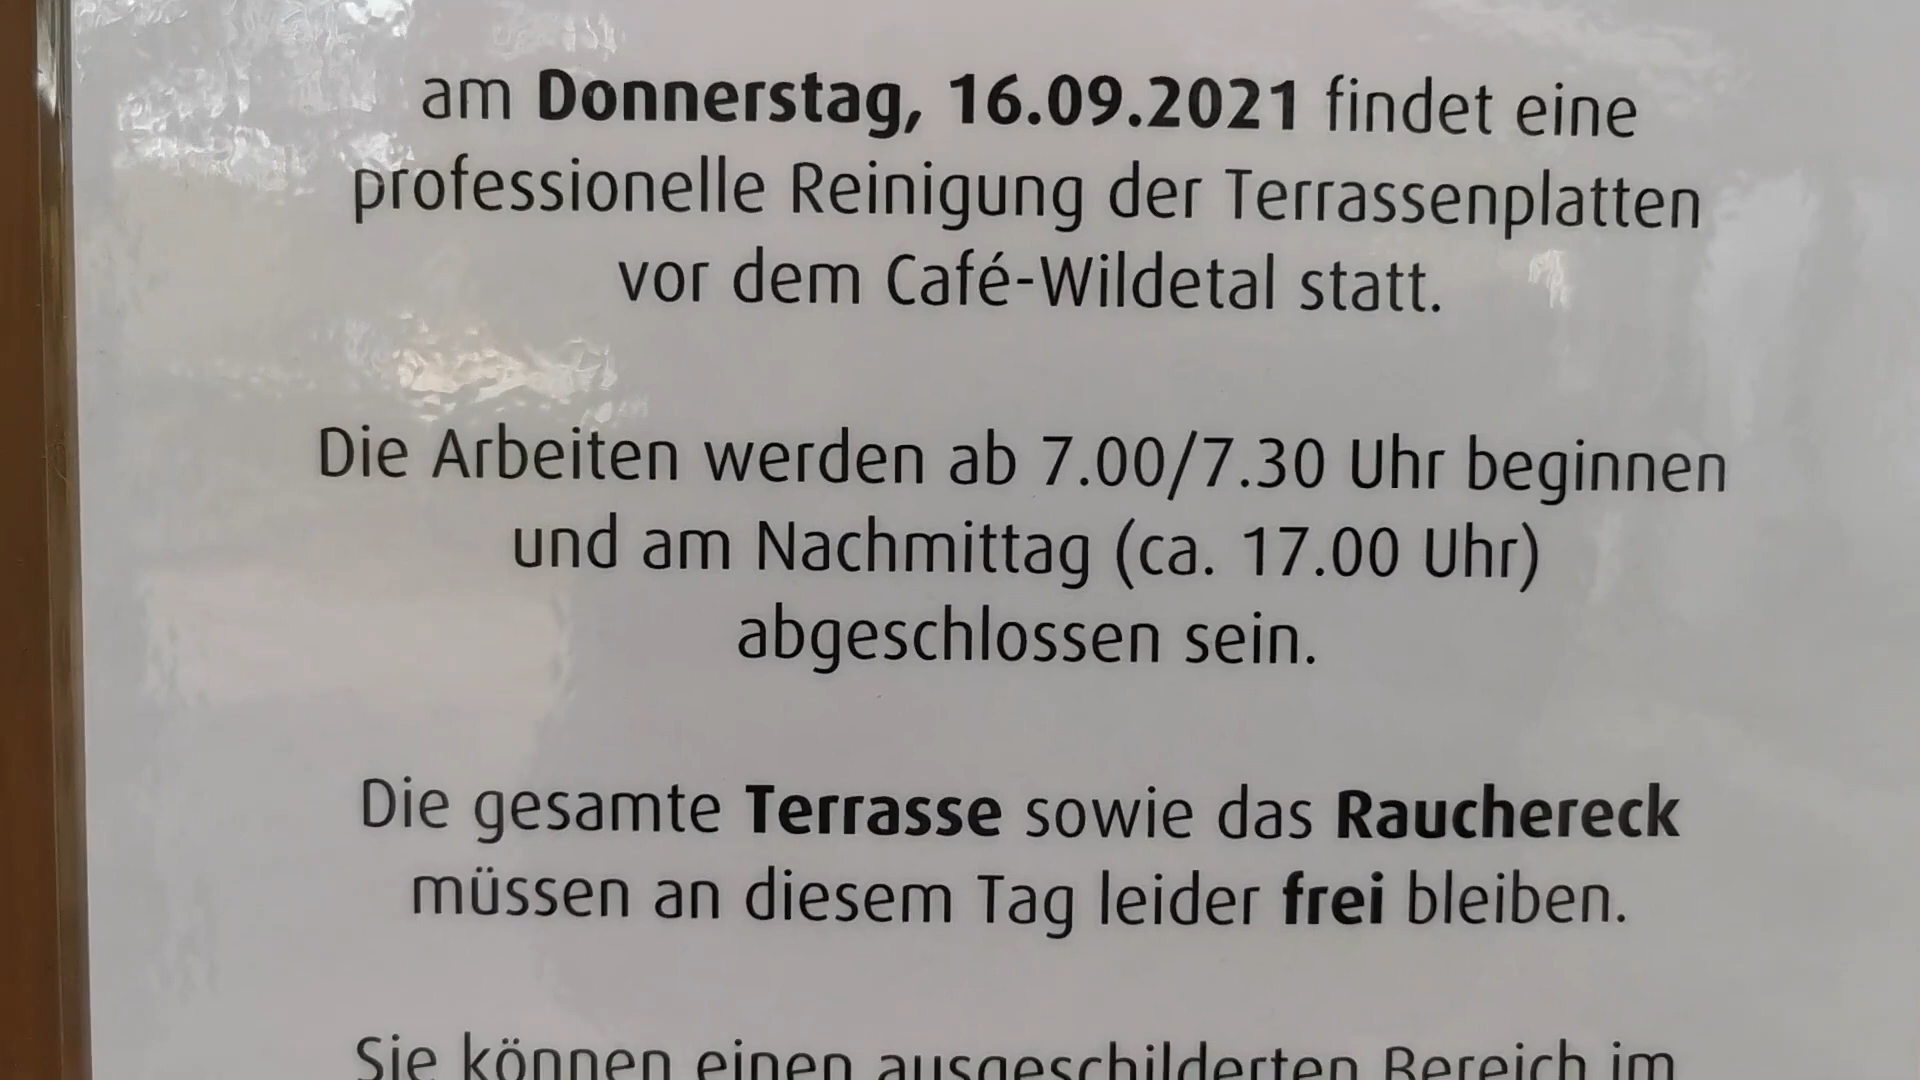 am Donnerstag, 16.09.2021 findet eine
professionelle Reinigung der Terrassenplatten
vor dem Café-Wildetal statt.
Die Arbeiten werden ab 7.00/7.30 Uhr beginnen
und am Nachmittag (ca. 17.00 Uhr)
abgeschlossen sein.
Die gesamte Terrasse sowie das Rauchereck
müssen an diesem Tag leider frei bleiben.
Sie können einen ausgeschilderten Bereich im